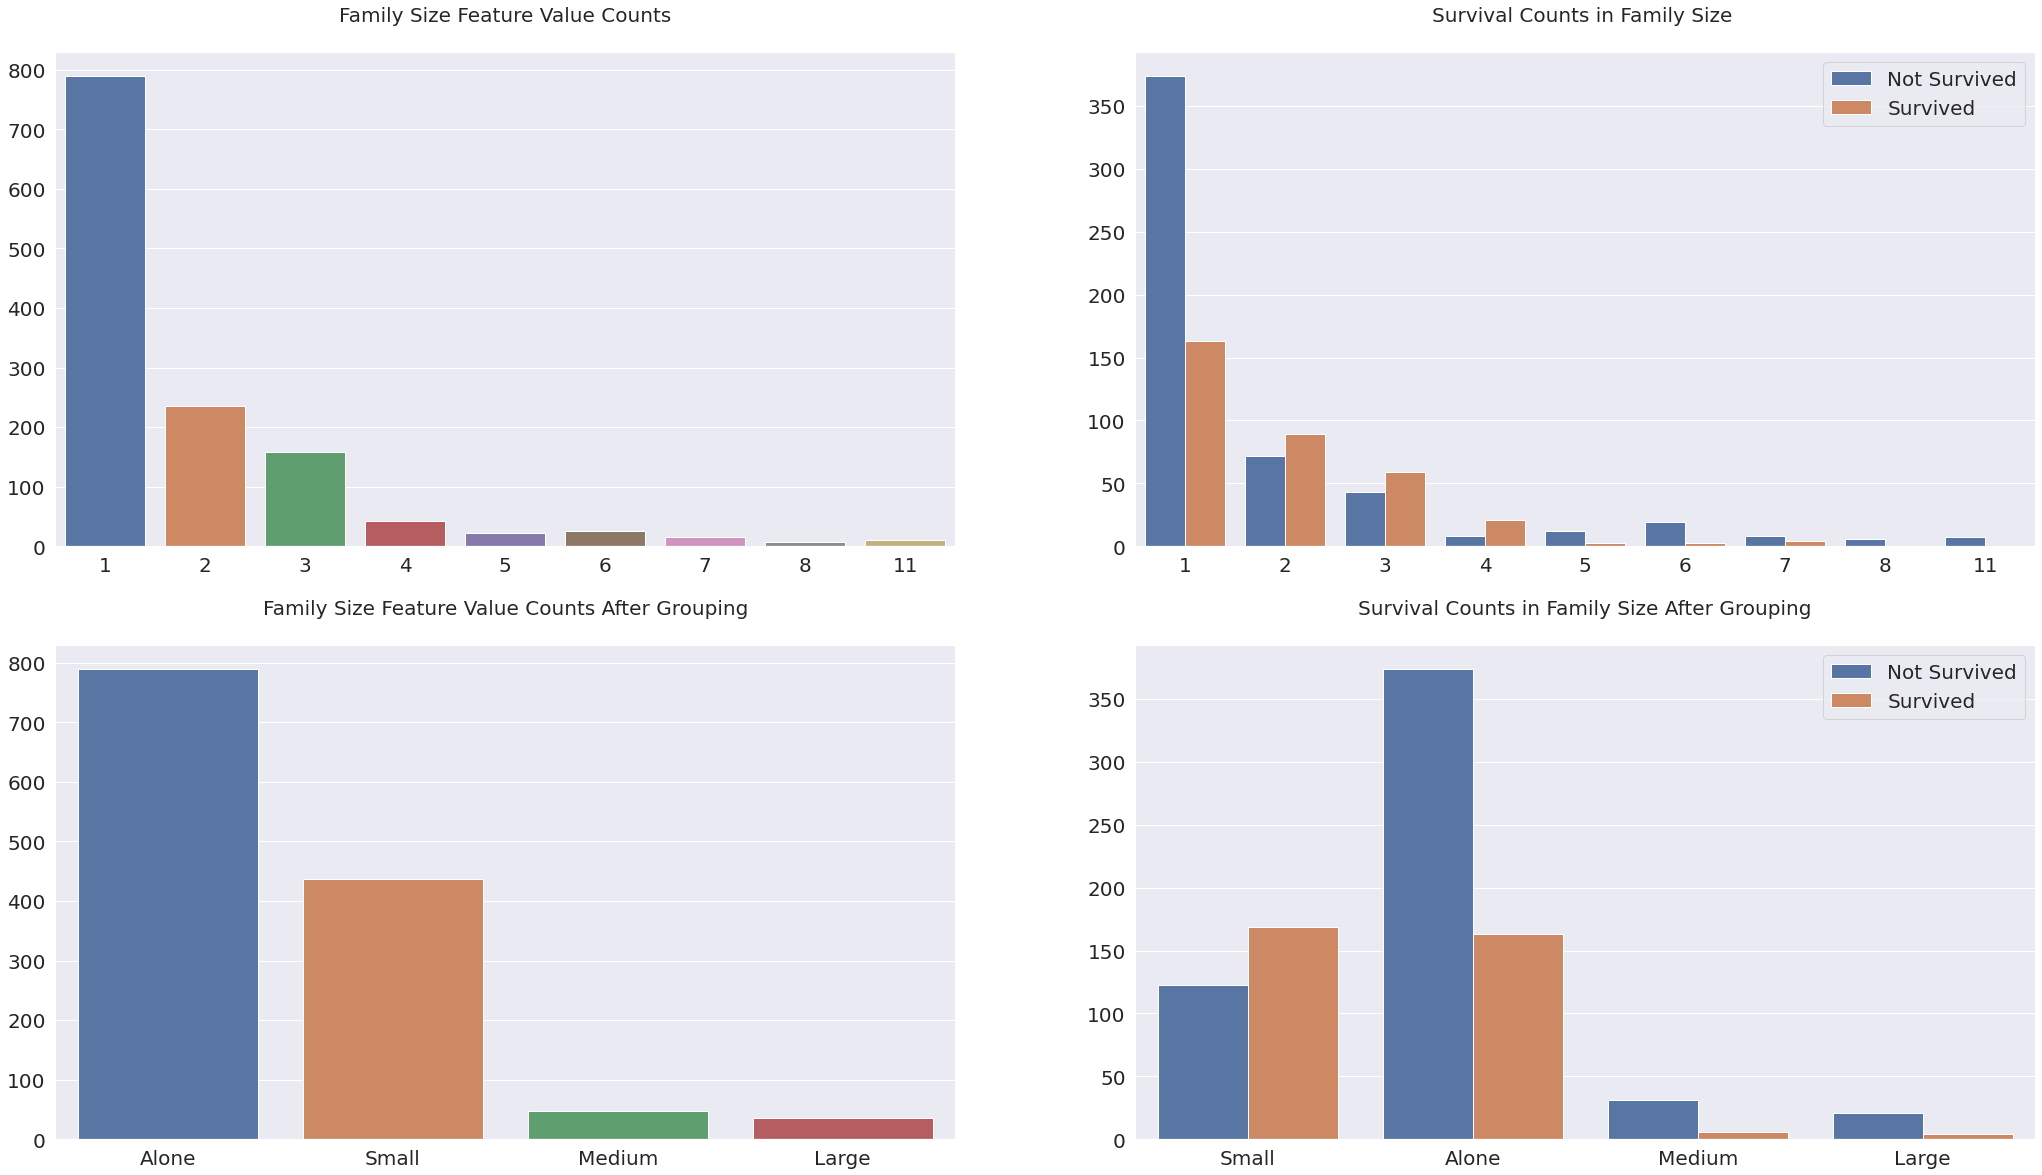 Family Size Feature Value Counts
800
700
600
500
400
300
200
100
0
1 2 3 4 5 6 7 8 11
Survival Counts in Family Size
Not Survived
Survived
350
300
250
200
150
100
50
0
1 2 3 4 5 6 7 8 11
Family Size Feature Value Counts After Grouping
800
700
600
500
400
300
200
100
0
Alone Small Medium Large
Survival Counts in Family Size After Grouping
Not Survived
Survived
350
300
250
200
150
100
50
0
Small Alone Medium Large